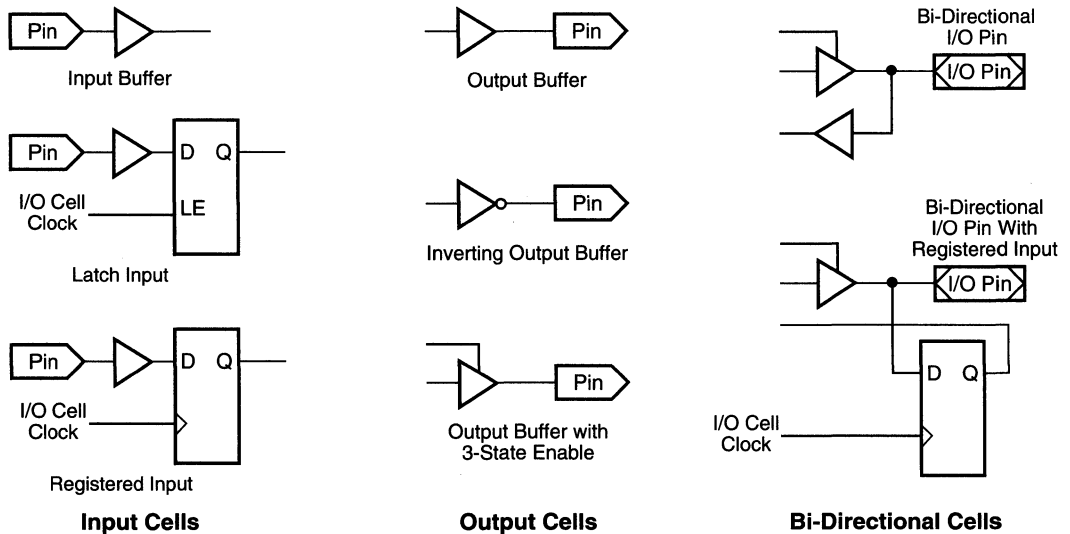 Pin
Input Buffer
Pin
D Q
I/O Cell
Clock
LE
Latch Input
Pin
D Q
I/O Cell
Clock
Registered Input
Input Cells
Pin
Output Buffer
Pin
Inverting Output Buffer
Pin
Output Buffer with
3-State Enable
Output Cells
Bi-Directional
I/O Pin
I/O Pin
Bi-Directional
I/O Pin With
Registered Input
I/O Pin
D Q
I/O Cell
Clock
Bi-Directional Cells